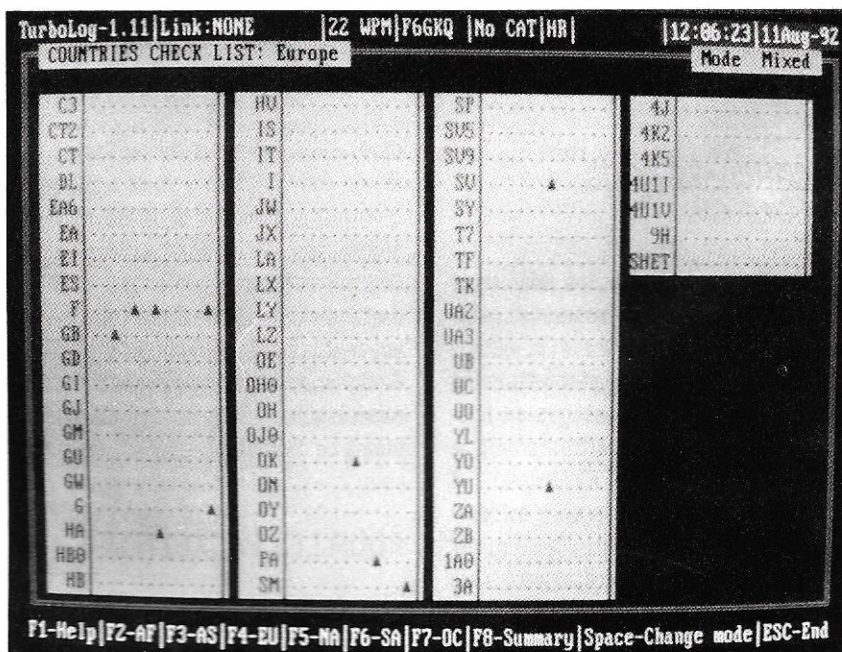 TurboLog-1.11|Link:NONE |22 WPM|F6GKQ |No CAT|HR| |12:06:23|11Aug-92
COUNTRIES CHECK LIST: Europe
Mode Mixed
C3
CT2
CT
DL
EA6
EA
EI
ES
F
GB
GD
GI
GJ
GM
GU
GW
G
HA
HB0
HB
HV
IS
IT
I
JW
JX
LA
LX
LY
LZ
OE
OH0
OH
OJ0
OK
ON
OY
OZ
PA
SM
SP
SV5
SV9
SV
SY
T7
TF
TK
UA2
UA3
UB
UC
UO
YL
YO
YU
ZA
ZB
1A0
3A
4J
4K2
4K5
4U1I
4U1V
9H
SHET
F1-Help|F2-AF|F3-AS|F4-EU|F5-NA|F6-SA|F7-OC|F8-Summary|Space-Change mode|ESC-End